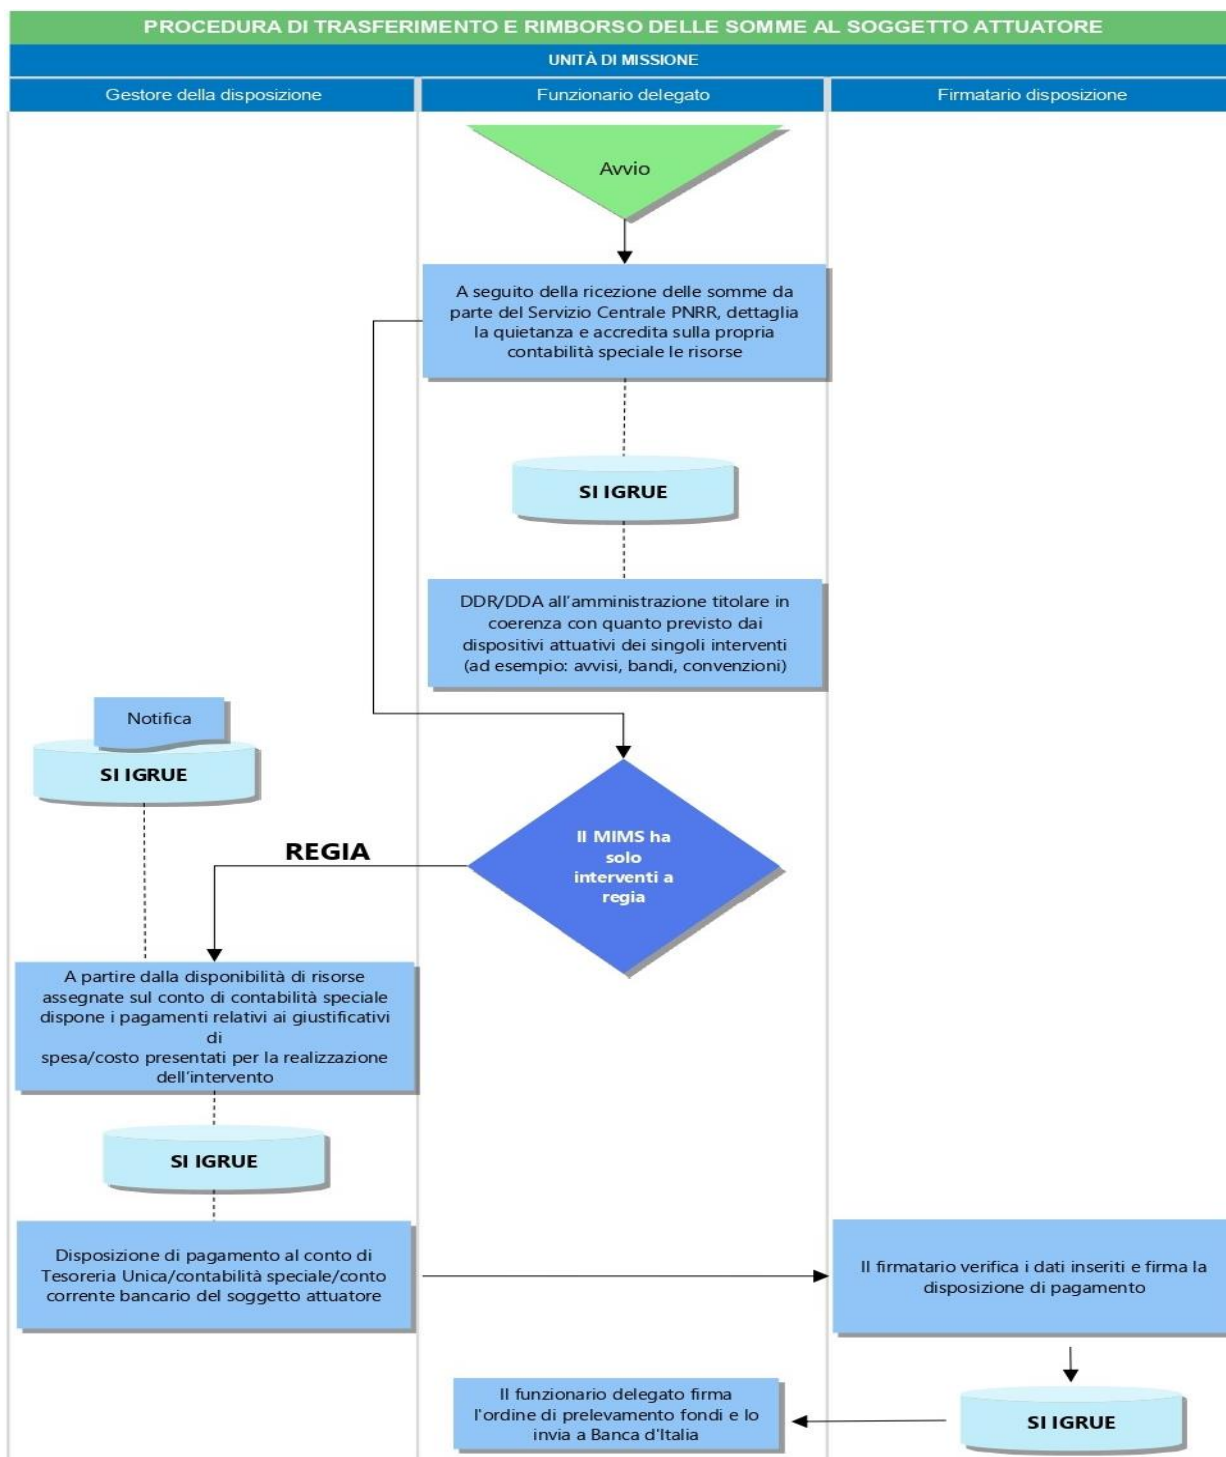 PROCEDURA DI TRASFERIMENTO E RIMBORSO DELLE SOMME AL SOGGETTO ATTUATORE
UNITÀ DI MISSIONE
Gestore della disposizione
Funzionario delegato
Firmatario disposizione
Avvio
A seguito della ricezione delle somme da
parte del Servizio Centrale PNRR, dettaglia
la quietanza e accredita sulla propria
contabilità speciale le risorse
SI IGRUE
DDR/DDA all'amministrazione titolare in
coerenza con quanto previsto dai
dispositivi attuativi dei singoli interventi
(ad esempio: avvisi, bandi, convenzioni)
Notifica
SI IGRUE
Il MIMS ha
solo
interventi a
regia
REGIA
A partire dalla disponibilità di risorse
assegnate sul conto di contabilità speciale
dispone i pagamenti relativi ai giustificativi
di
spesa/costo presentati per la realizzazione
dell'intervento
SI IGRUE
Disposizione di pagamento al conto di
Tesoreria Unica/contabilità speciale/conto
corrente bancario del soggetto attuatore
Il firmatario verifica i dati inseriti e firma la
disposizione di pagamento
SI IGRUE
Il funzionario delegato firma
l'ordine di prelevamento fondi e lo
invia a Banca d'Italia